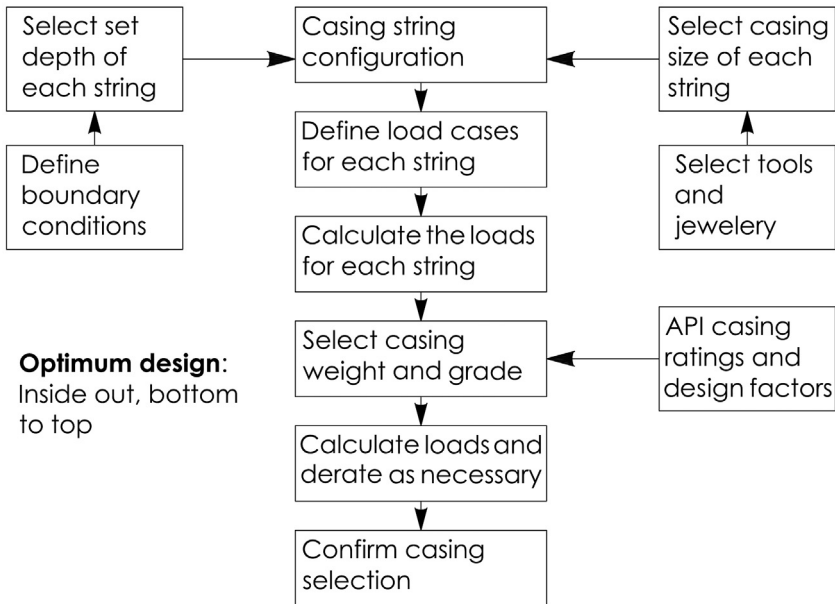 Select set
depth of
each string
Casing string
configuration
Select casing
size of each
string
Define load cases
for each string
Define
boundary
conditions
Select tools
and
jewelery
Calculate the loads
for each string
Select casing
weight and grade
API casing
ratings and
design factors
Optimum design:
Inside out, bottom
to top
Calculate loads and
derate as necessary
Confirm casing
selection